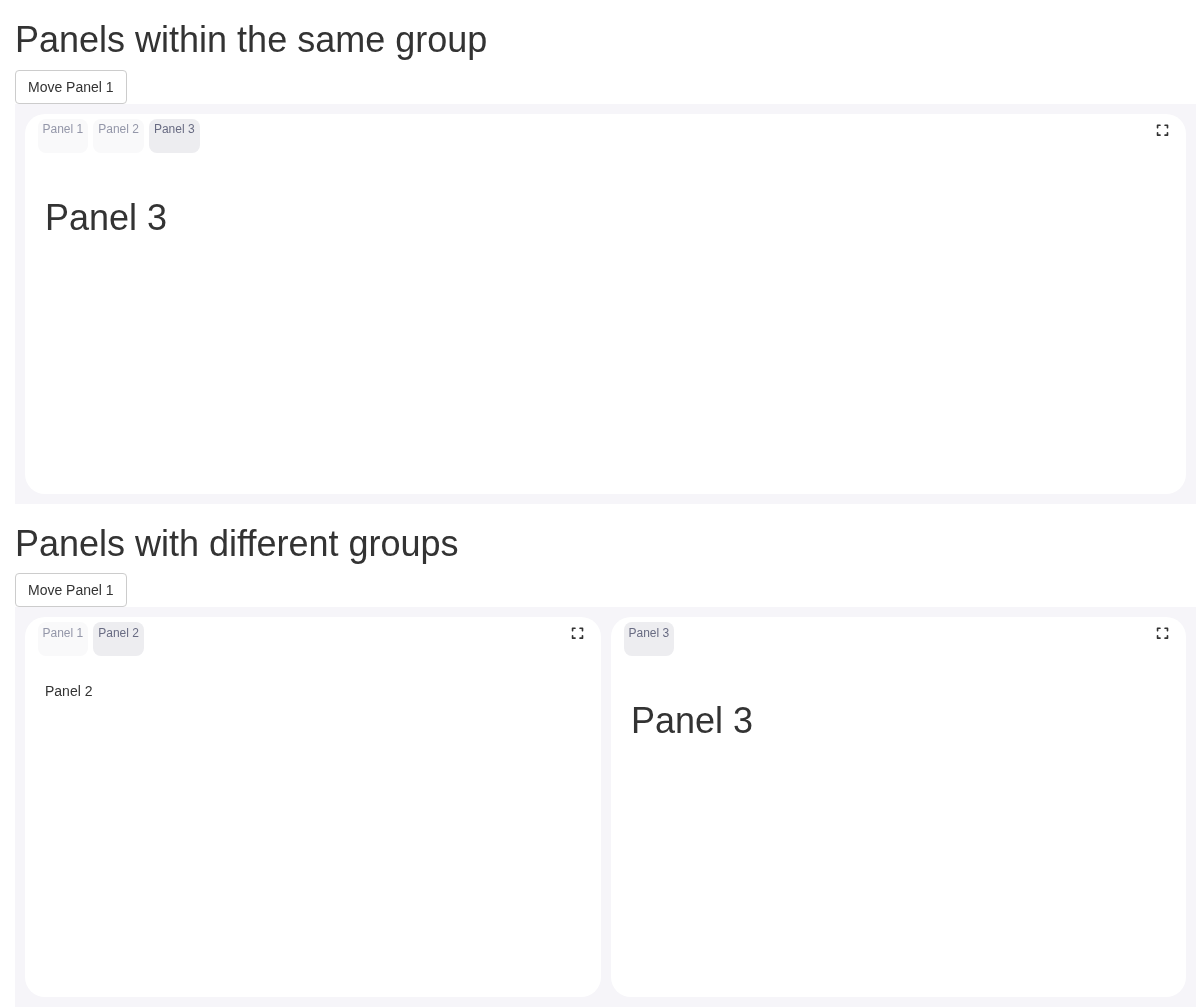 Panels within the same group
Move Panel 1
Panel 1 Panel 2 Panel 3
Panel 3
Panels with different groups
Move Panel 1
Panel 1 Panel 2
Panel 2
Panel 3
Panel 3